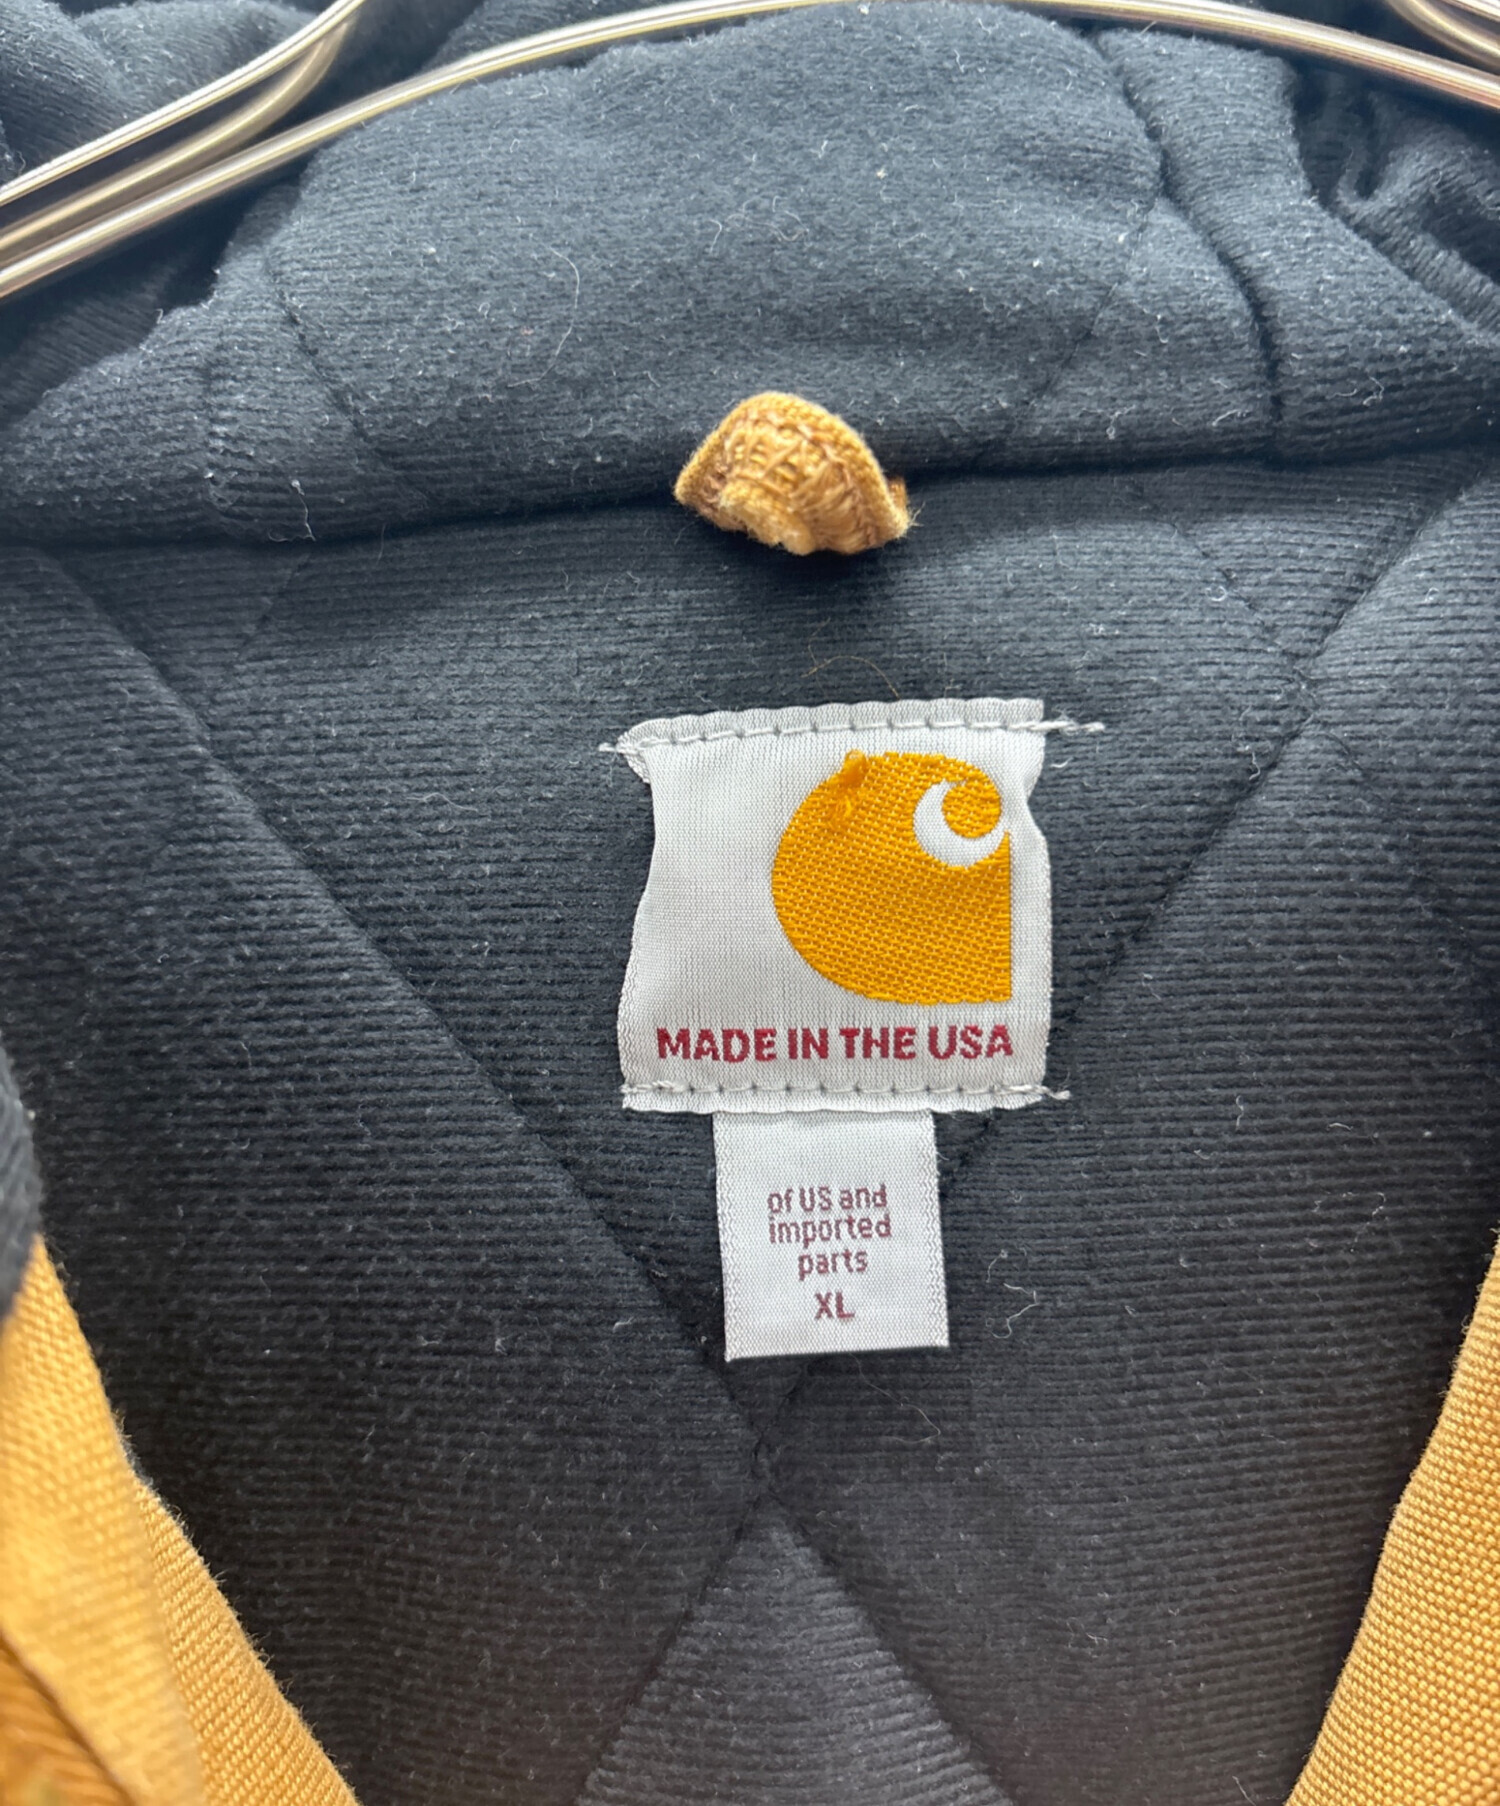 MADE IN THE USA
of US and
imported
parts
XL